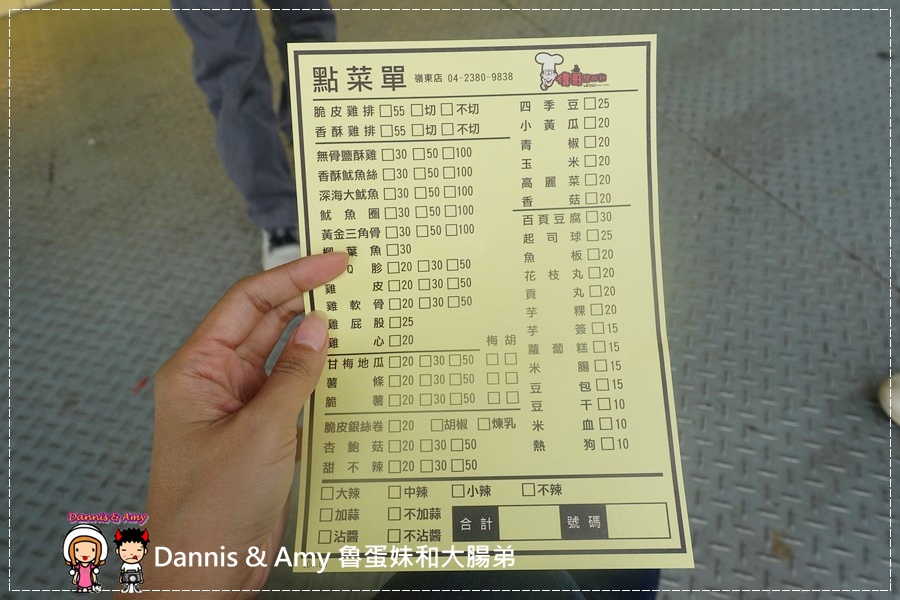 點菜單 嶺東店 04-2380-9838
脆皮雞排 □55 □切 □不切
香酥雞排 □55 □切 □不切
無骨鹽酥雞 □30 □50 □100
香酥魷魚絲 □30 □50 □100
深海大魷魚 □30 □50 □100
魷魚圈 □30 □50 □100
黃金三角骨 □30 □50 □100
柳葉魚 □30
Q胗 □20 □30 □50
雞皮 □20 □30 □50
雞軟骨 □20 □30 □50
雞屁股 □25
雞心 □20
梅 胡
甘梅地瓜 □20 □30 □50 □ □
薯條 □20 □30 □50 □ □
脆薯 □20 □30 □50 □ □
脆皮銀絲卷 □20 □胡椒 □煉乳
杏鮑菇 □20 □30 □50
甜不辣 □20 □30 □50
四季豆 □25
小黃瓜 □20
青椒 □20
玉米 □20
高麗菜 □20
香菇 □20
百頁豆腐 □30
起司球 □25
魚板 □20
花枝丸 □20
貢丸 □20
芋粿 □20
芋簽 □15
蘿蔔糕 □15
米腸 □15
豆包 □15
豆干 □10
米血 □10
熱狗 □10
□大辣 □中辣 □小辣 □不辣
□加蒜 □不加蒜
□沾醬 □不沾醬
合計 號碼
Dannis & Amy
Dannis & Amy 魯蛋妹和大腸弟